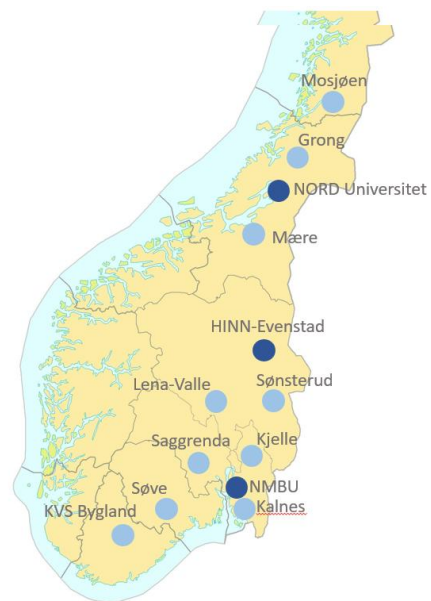 Mosjøen
Grong
NORD Universitet
Mære
HINN-Evenstad
Lena-Valle
Sønsterud
Saggrenda
Kjelle
NMBU
Søve
Kalnes
KVS Bygland